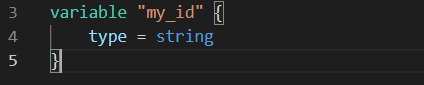 3 variable "my_id" {
4 type = string
5 }